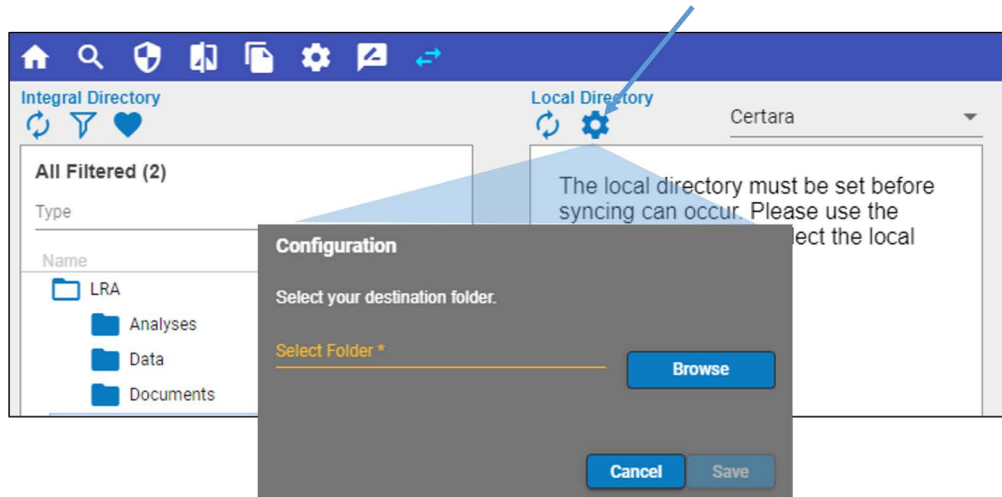 Integral Directory
Local Directory
Certara
All Filtered (2)
The local directory must be set before
Type
syncing can occur. Please use the
lect the local
Name
LRA
Analyses
Data
Documents
Configuration
Select your destination folder.
Select Folder *
Browse
Cancel
Save